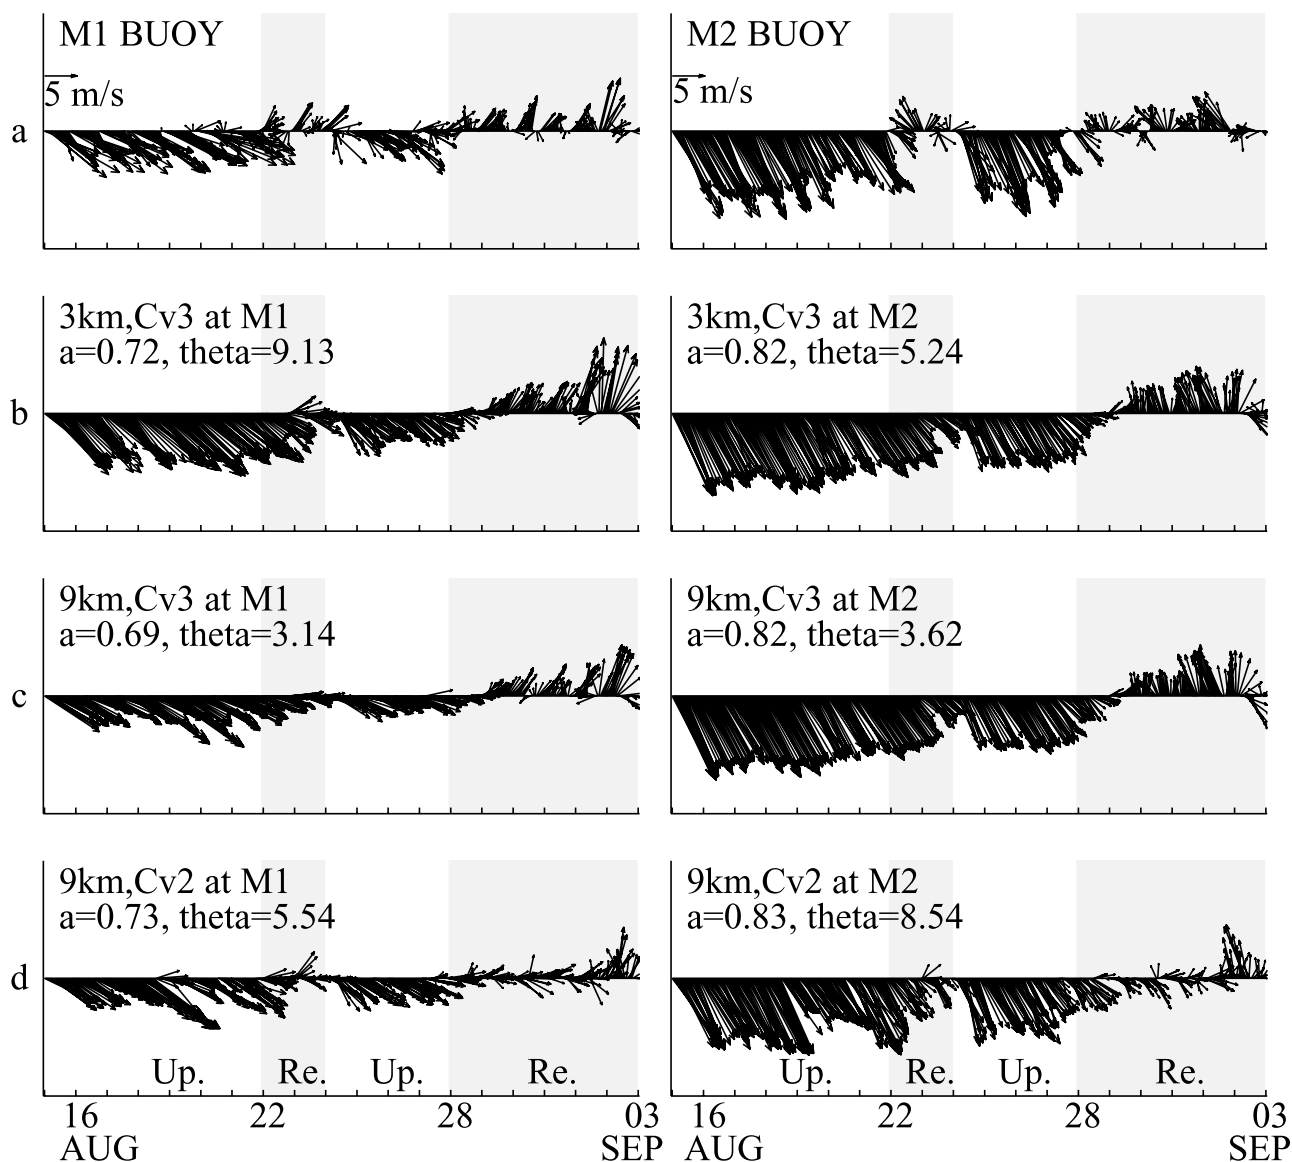 M1 BUOY
M2 BUOY
5 m/s
5 m/s
a
3km,Cv3 at M1
a=0.72, theta=9.13
3km,Cv3 at M2
a=0.82, theta=5.24
b
9km,Cv3 at M1
a=0.69, theta=3.14
9km,Cv3 at M2
a=0.82, theta=3.62
c
9km,Cv2 at M1
a=0.73, theta=5.54
9km,Cv2 at M2
a=0.83, theta=8.54
d
Up. Re. Up. Re.
Up. Re. Up. Re.
16 22 28 03
AUG SEP
16 22 28 03
AUG SEP